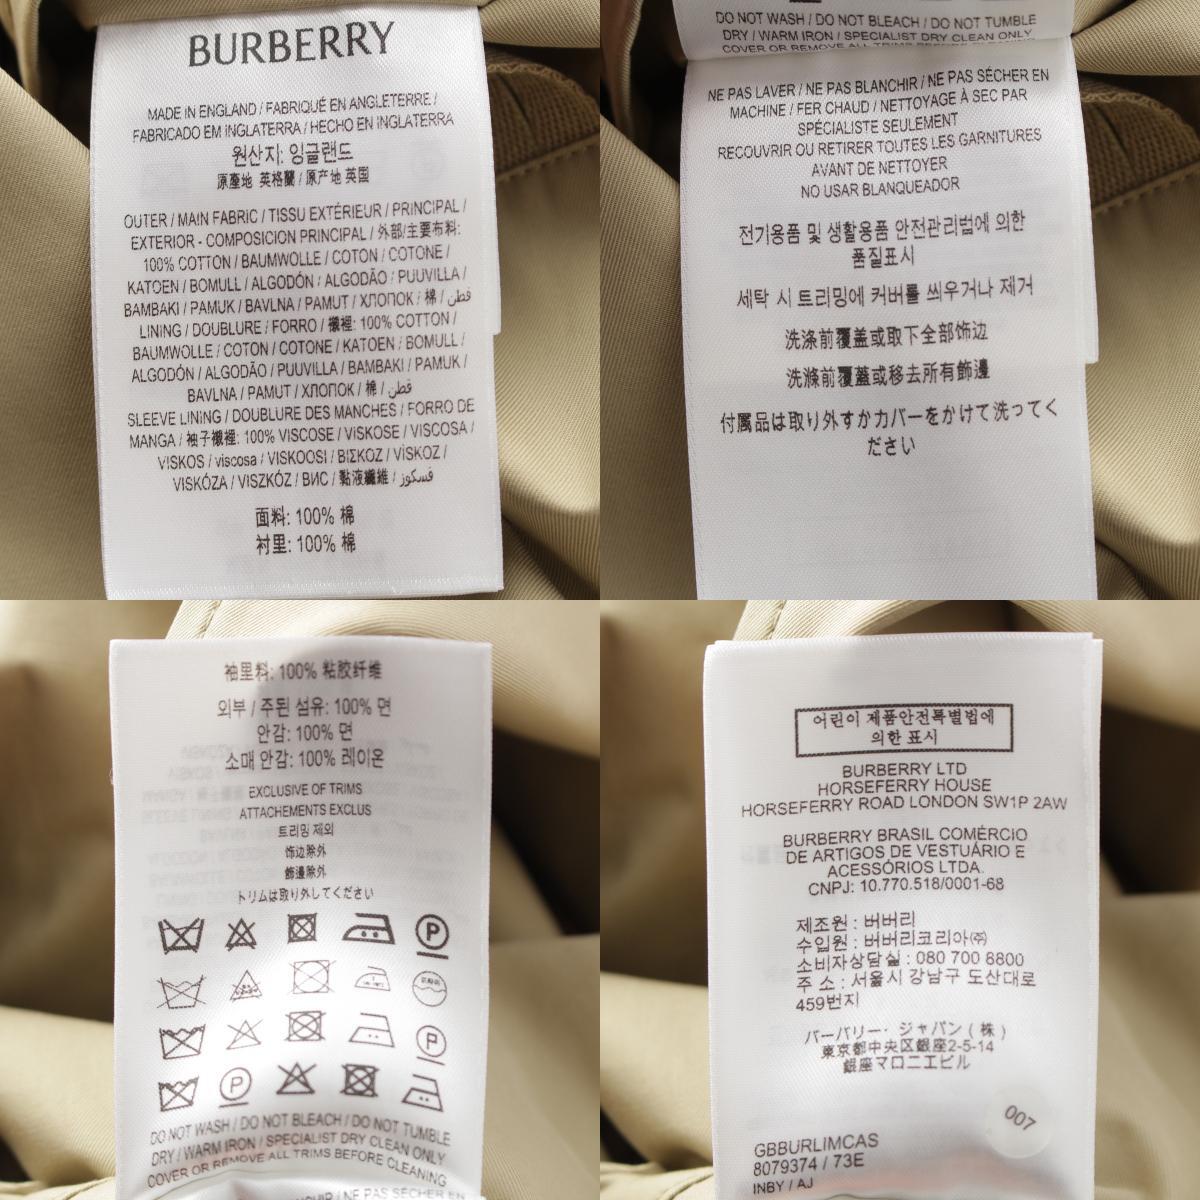 BURBERRY
MADE IN ENGLAND / FABRIQUÉ EN ANGLETERRE /
FABRICADO EM INGLATERRA / HECHO EN INGLATERRA
원산지: 잉글랜드
原產地 英格蘭 / 原产地 英国
OUTER / MAIN FABRIC / TISSU EXTÉRIEUR / PRINCIPAL /
EXTERIOR - COMPOSICION PRINCIPAL / 外部/主要布料:
100% COTTON / BAUMWOLLE / COTON / COTONE /
KATOEN / BOMULL / ALGODÓN / ALGODÃO / PUUVILLA /
BAMBAKI / PAMUK / BAVLNA / PAMUT / ХЛОПОК / 棉 / قطن /
LINING / DOUBLURE / FORRO / 襯裡: 100% COTTON /
BAUMWOLLE / COTON / COTONE / KATOEN / BOMULL /
ALGODÓN / ALGODÃO / PUUVILLA / BAMBAKI / PAMUK /
BAVLNA / PAMUT / ХЛОПОК / 棉 / قطن
SLEEVE LINING / DOUBLURE DES MANCHES / FORRO DE
MANGA / 袖子襯裡: 100% VISCOSE / VISKOSE / VISCOSA /
VISKOS / viscosa / VISKOOSI / ΒΙΣΚΟΖ / VİSKOZ /
VISKÓZA / VISZKÓZ / ВИС / 黏液纖維 / فسكوز
面料: 100% 棉
衬里: 100% 棉
DO NOT WASH / DO NOT BLEACH / DO NOT TUMBLE
DRY / WARM IRON / SPECIALIST DRY CLEAN ONLY
COVER OR REMOVE ALL TRIMS BEFORE CLEANING
NE PAS LAVER / NE PAS BLANCHIR / NE PAS SÉCHER EN
MACHINE / FER CHAUD / NETTOYAGE À SEC PAR
SPÉCIALISTE SEULEMENT
RECOUVRIR OU RETIRER TOUTES LES GARNITURES
AVANT DE NETTOYER
NO USAR BLANQUEADOR
전기용품 및 생활용품 안전관리법에 의한
품질표시
세탁 시 트리밍에 커버를 씌우거나 제거
洗涤前覆盖或取下全部饰边
洗滌前覆蓋或移去所有飾邊
付属品は取り外すかカバーをかけて洗ってく
ださい
袖里料: 100% 粘胶纤维
외부 / 주된 섬유: 100% 면
안감: 100% 면
소매 안감: 100% 레이온
EXCLUSIVE OF TRIMS
ATTACHEMENTS EXCLUS
트리밍 제외
饰边除外
飾邊除外
トリムは取り外してください
P
P
P
DO NOT WASH / DO NOT BLEACH / DO NOT TUMBLE
DRY / WARM IRON / SPECIALIST DRY CLEAN ONLY
COVER OR REMOVE ALL TRIMS BEFORE CLEANING
NE PAS SÉCHER EN
어린이 제품안전특별법에
의한 표시
BURBERRY LTD
HORSEFERRY HOUSE
HORSEFERRY ROAD LONDON SW1P 2AW
BURBERRY BRASIL COMÉRCIO
DE ARTIGOS DE VESTUÁRIO E
ACESSÓRIOS LTDA.
CNPJ: 10.770.518/0001-68
제조원 : 버버리
수입원 : 버버리코리아㈜
소비자상담실 : 080 700 8800
주 소 : 서울시 강남구 도산대로
459번지
バーバリー・ジャパン ( 株 )
東京都中央区銀座2-5-14
銀座マロニエビル
007
GBBURLIMCAS
8079374 / 73E
INBY / AJ